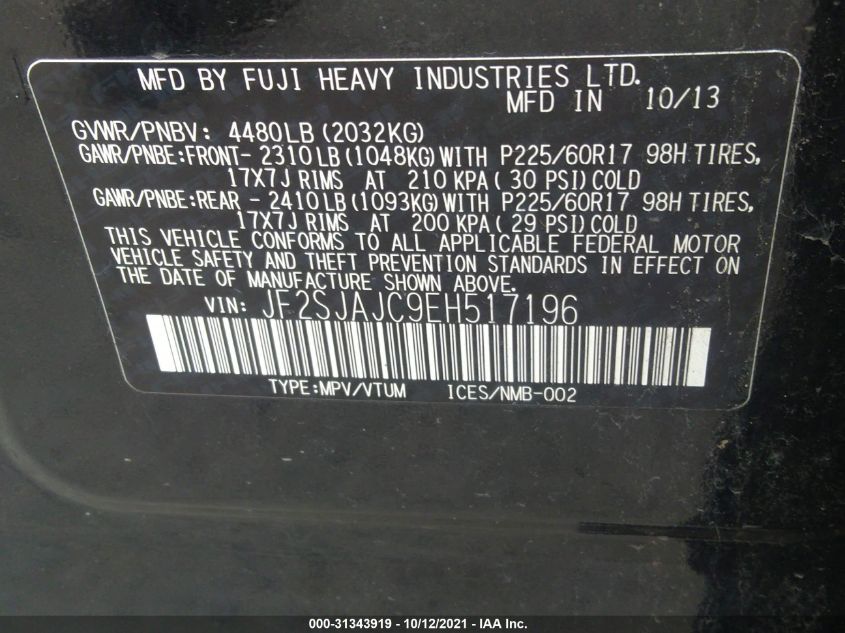 MFD BY FUJI HEAVY INDUSTRIES LTD.
MFD IN 10/13
GVWR/PNBV: 4480LB (2032KG)
GAWR/PNBE:FRONT- 2310LB (1048KG) WITH P225/60R17 98H TIRES,
17X7J RIMS AT 210 KPA ( 30 PSI) COLD
GAWR/PNBE:REAR - 2410LB (1093KG) WITH P225/60R17 98H TIRES,
17X7J RIMS AT 200 KPA ( 29 PSI) COLD
THIS VEHICLE CONFORMS TO ALL APPLICABLE FEDERAL MOTOR
VEHICLE SAFETY AND THEFT PREVENTION STANDARDS IN EFFECT ON
THE DATE OF MANUFACTURE SHOWN ABOVE.
VIN: JF2SJAJC9EH517196
TYPE:MPV/VTUM ICES/NMB-002
000-31343919 - 10/12/2021 - IAA Inc.